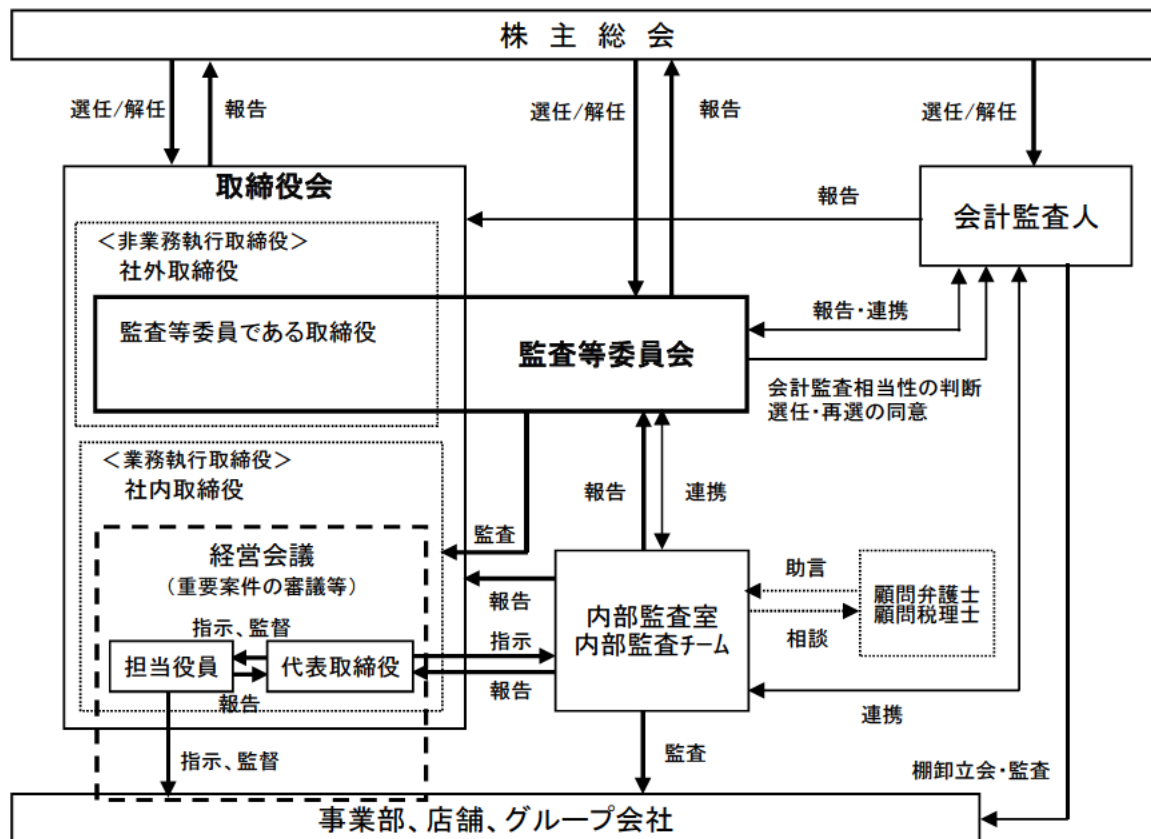 株 主 総 会
選任/解任
報告
選任/解任
報告
選任/解任
取締役会
<非業務執行取締役>
社外取締役
報告
会計監査人
監査等委員である取締役
監査等委員会
報告・連携
会計監査相当性の判断
選任・再選の同意
<業務執行取締役>
社内取締役
報告
連携
監査
経営会議
(重要案件の審議等)
報告
内部監査室
内部監査チーム
助言
相談
顧問弁護士
顧問税理士
指示、監督
担当役員
代表取締役
報告
指示
報告
連携
指示、監督
監査
棚卸立会・監査
事業部、店舗、グループ会社